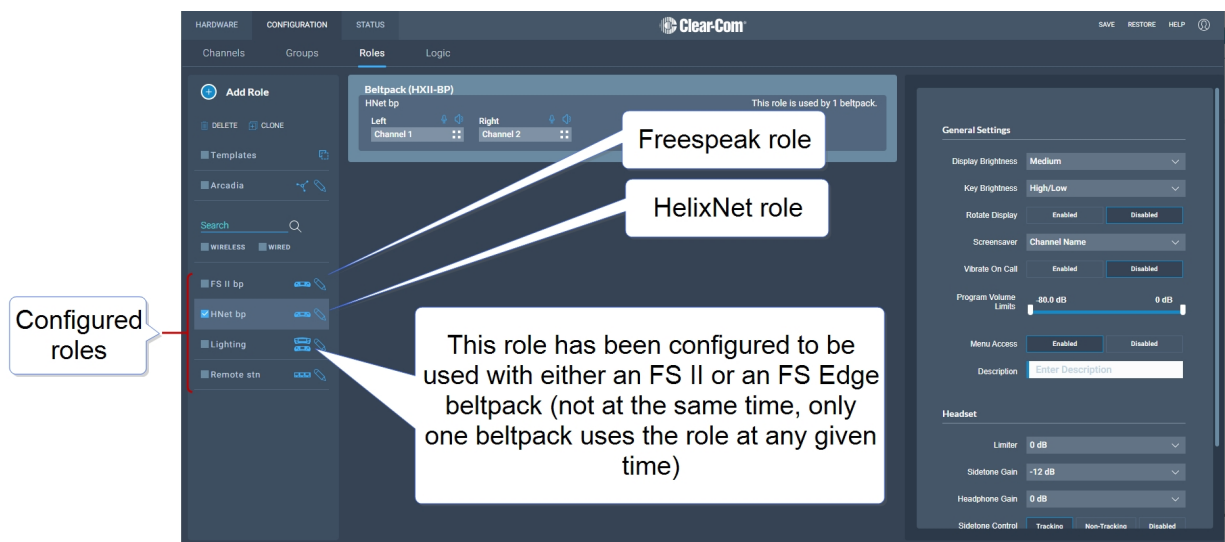 HARDWARE CONFIGURATION STATUS Clear-Com SAVE RESTORE HELP
Channels Groups Roles Logic
Add Role
DELETE CLONE
Templates
Arcadia
Search
WIRELESS WIRED
FS II bp
HNet bp
Lighting
Remote stn
Configured
roles
Beltpack (HXII-BP)
HNet bp This role is used by 1 beltpack.
Left Right
Channel 1 Channel 2
Freespeak role
HelixNet role
This role has been configured to be
used with either an FS II or an FS Edge
beltpack (not at the same time, only
one beltpack uses the role at any given
time)
General Settings
Display Brightness Medium
Key Brightness High/Low
Rotate Display Enabled Disabled
Screensaver Channel Name
Vibrate On Call Enabled Disabled
Program Volume
Limits -80.0 dB 0 dB
Menu Access Enabled Disabled
Description Enter Description
Headset
Limiter 0 dB
Sidetone Gain -12 dB
Headphone Gain 0 dB
Sidetone Control Tracking Non-Tracking Disabled